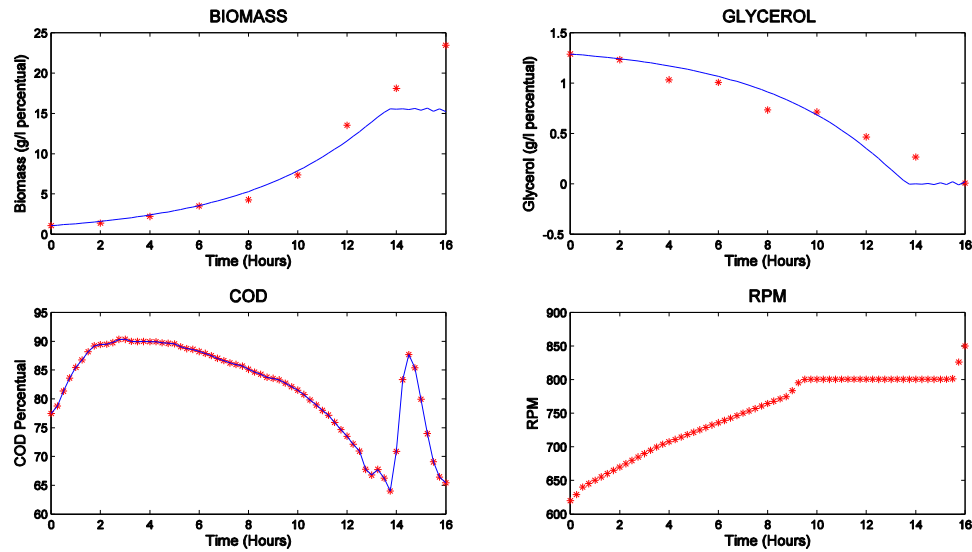 BIOMASS
Biomass (g/l percentual)
25
20
15
10
5
0
0 2 4 6 8 10 12 14 16
Time (Hours)
GLYCEROL
Glycerol (g/l percentual)
1.5
1
0.5
0
-0.5
0 2 4 6 8 10 12 14 16
Time (Hours)
COD
COD Percentual
95
90
85
80
75
70
65
60
0 2 4 6 8 10 12 14 16
Time (Hours)
RPM
RPM
900
850
800
750
700
650
600
0 2 4 6 8 10 12 14 16
Time (Hours)